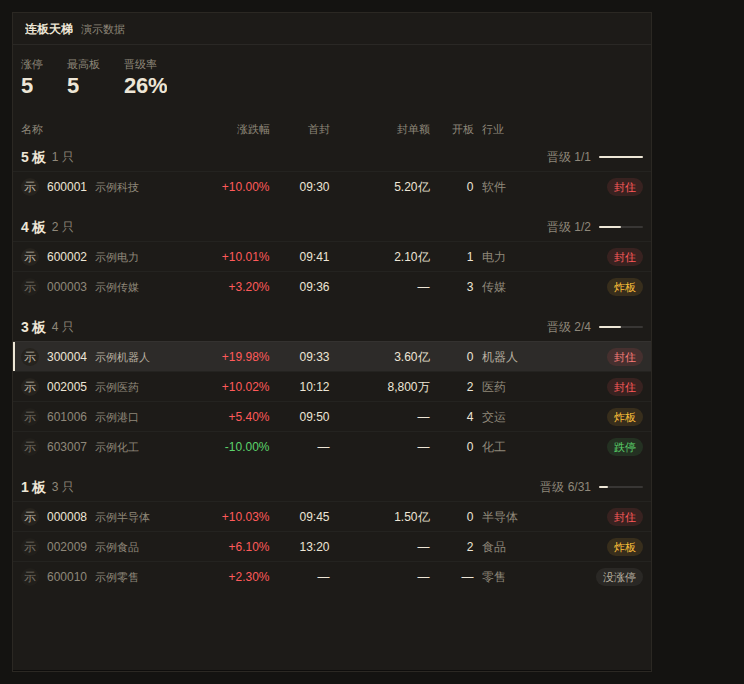 连板天梯 演示数据
涨停 最高板 晋级率
5 5 26%
名称 涨跌幅 首封 封单额 开板 行业
5 板 1 只 晋级 1/1
示 600001 示例科技 +10.00% 09:30 5.20亿 0 软件 封住
4 板 2 只 晋级 1/2
示 600002 示例电力 +10.01% 09:41 2.10亿 1 电力 封住
示 000003 示例传媒 +3.20% 09:36 — 3 传媒 炸板
3 板 4 只 晋级 2/4
示 300004 示例机器人 +19.98% 09:33 3.60亿 0 机器人 封住
示 002005 示例医药 +10.02% 10:12 8,800万 2 医药 封住
示 601006 示例港口 +5.40% 09:50 — 4 交运 炸板
示 603007 示例化工 -10.00% — — 0 化工 跌停
1 板 3 只 晋级 6/31
示 000008 示例半导体 +10.03% 09:45 1.50亿 0 半导体 封住
示 002009 示例食品 +6.10% 13:20 — 2 食品 炸板
示 600010 示例零售 +2.30% — — — 零售 没涨停